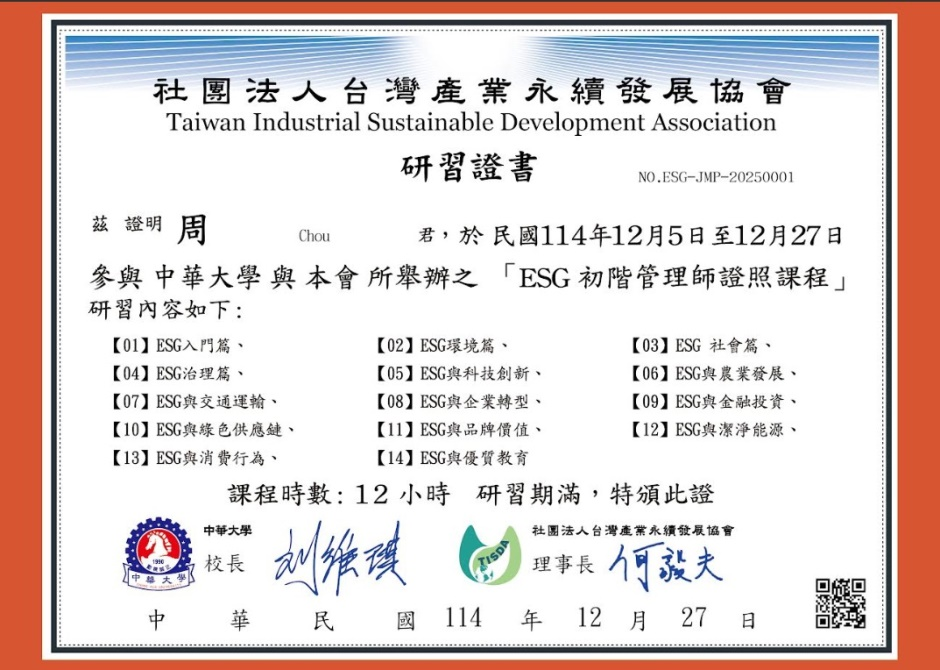 社團法人台灣產業永續發展協會
Taiwan Industrial Sustainable Development Association
研習證書
NO.ESG-JMP-20250001
茲 證明 周 Chou 君，於民國114年12月5日至12月27日
參與中華大學與本會所舉辦之「ESG 初階管理師證照課程」
研習內容如下:
【01】ESG入門篇、 【02】ESG環境篇、 【03】ESG 社會篇、
【04】ESG治理篇、 【05】ESG與科技創新、 【06】ESG與農業發展、
【07】ESG與交通運輸、 【08】ESG與企業轉型、 【09】ESG與金融投資、
【10】ESG與綠色供應鏈、 【11】ESG與品牌價值、 【12】ESG與潔淨能源、
【13】ESG與消費行為、 【14】ESG與優質教育
課程時數: 12 小時 研習期滿，特頒此證
中華大學
校長 劉維琪
1990
中華大學
TISDA
社團法人台灣產業永續發展協會
理事長 何毅夫
中 華 民 國 114 年 12 月 27 日